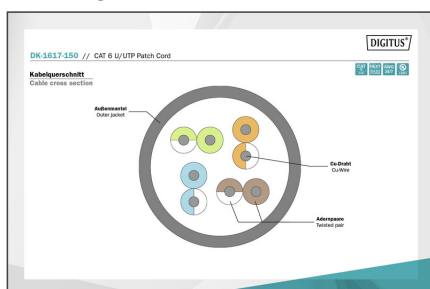 DIGITUS®
DK-1617-150 // CAT 6 U/UTP Patch Cord
Kabelquerschnitt
Cable cross section
Außenmantel
Outer jacket
Cu-Draht
Cu-Wire
Adernpaare
Twisted pair